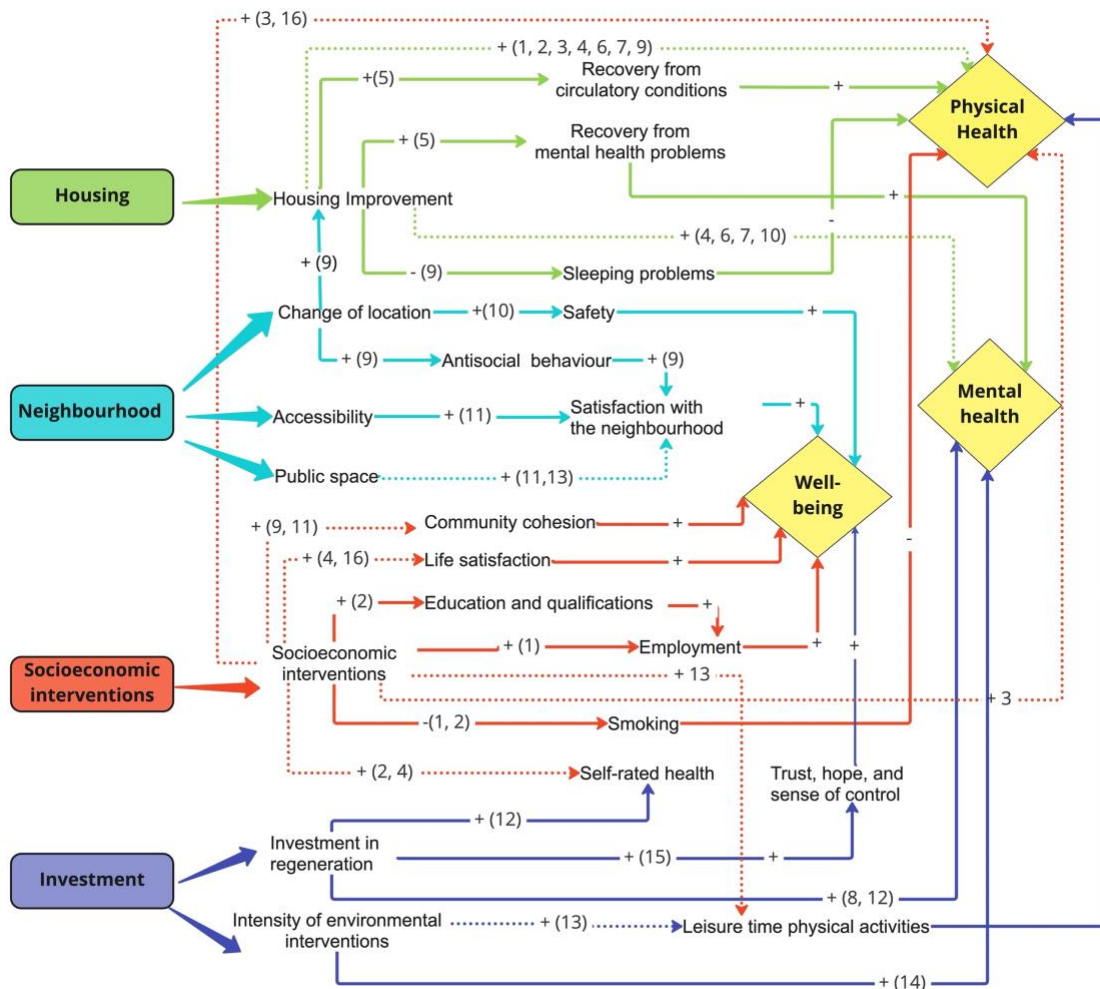 + (3, 16)
+ (1, 2, 3, 4, 6, 7, 9)
Recovery from
circulatory conditions
+(5)
+
Physical
Health
+ (5)
Recovery from
mental health problems
Housing
Housing Improvement
+
-
+ (4, 6, 7, 10)
+ (9)
- (9)
Sleeping problems
Change of location
+(10)
Safety
+
+ (9)
Antisocial behaviour
+ (9)
Neighbourhood
Accessibility
+ (11)
Satisfaction with
the neighbourhood
+
Mental
health
Public space
+ (11,13)
Well-
being
+ (9, 11)
Community cohesion
+
-
+ (4, 16)
Life satisfaction
+
+ (2)
Education and qualifications
+
Socioeconomic
interventions
Socioeconomic
interventions
+ (1)
Employment
+
+
+ 13
+ 3
-(1, 2)
Smoking
+ (2, 4)
Self-rated health
Trust, hope, and
sense of control
+ (12)
Investment
Investment in
regeneration
+ (15)
+
+ (8, 12)
Intensity of environmental
interventions
+ (13)
Leisure time physical activities
+ (14)